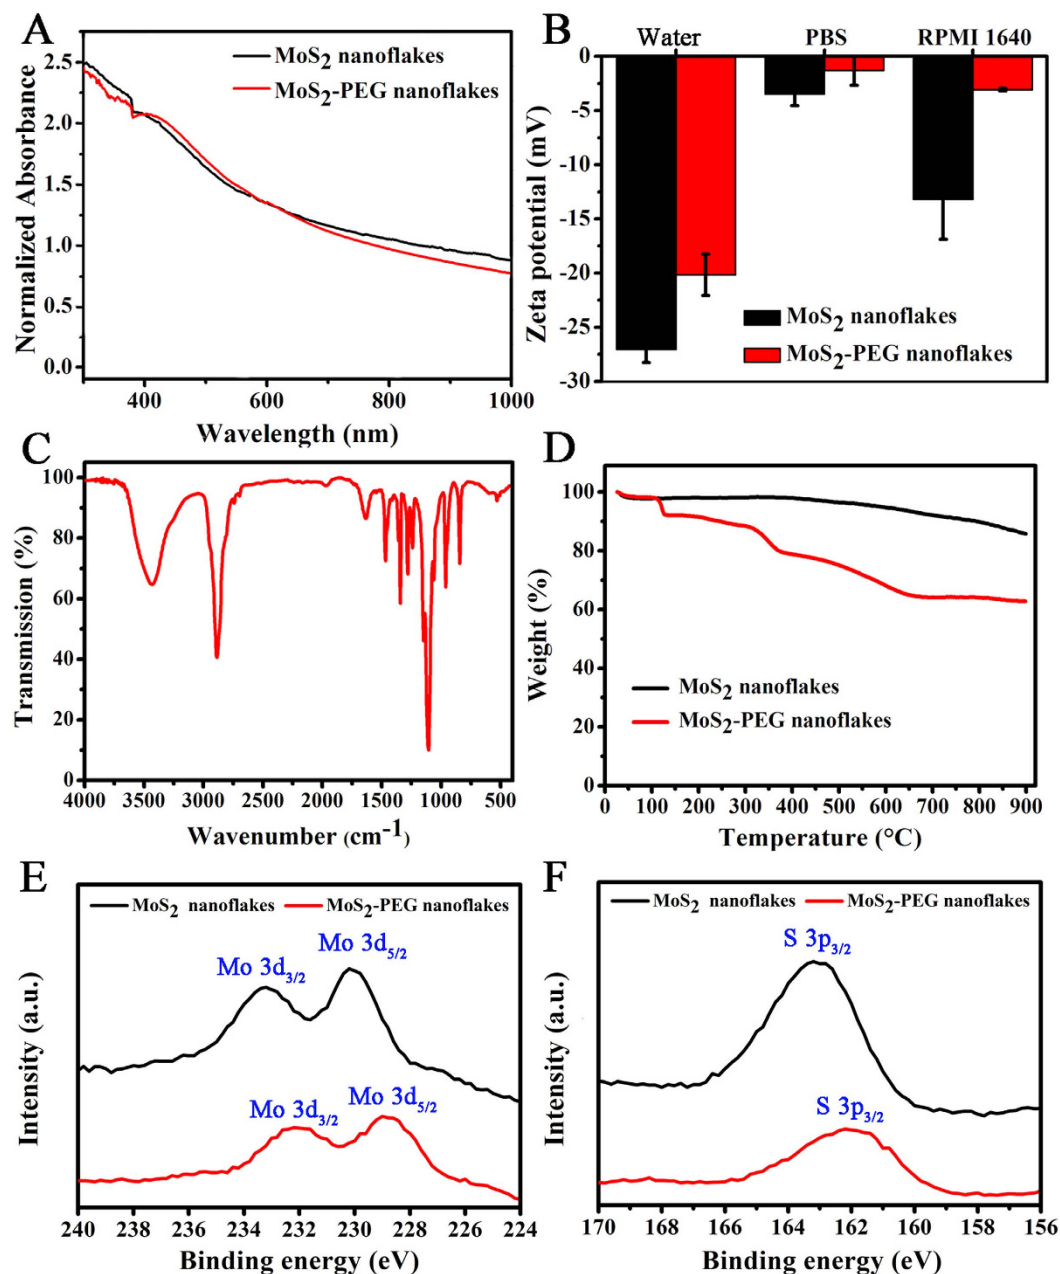 A
MoS2 nanoflakes
MoS2-PEG nanoflakes
Normalized Absorbance
2.5
2.0
1.5
1.0
0.5
0.0
400 600 800 1000
Wavelength (nm)
B
Water PBS RPMI 1640
Zeta potential (mV)
0
-5
-10
-15
-20
-25
-30
MoS2 nanoflakes
MoS2-PEG nanoflakes
C
Transmission (%)
100
80
60
40
20
0
4000 3500 3000 2500 2000 1500 1000 500
Wavenumber (cm-1)
D
Weight (%)
100
80
60
40
20
0
MoS2 nanoflakes
MoS2-PEG nanoflakes
0 100 200 300 400 500 600 700 800 900
Temperature (°C)
E
MoS2 nanoflakes MoS2-PEG nanoflakes
Mo 3d3/2 Mo 3d5/2
Mo 3d3/2 Mo 3d5/2
Intensity (a.u.)
240 238 236 234 232 230 228 226 224
Binding energy (eV)
F
MoS2 nanoflakes MoS2-PEG nanoflakes
S 3p3/2
S 3p3/2
Intensity (a.u.)
170 168 166 164 162 160 158 156
Binding energy (eV)